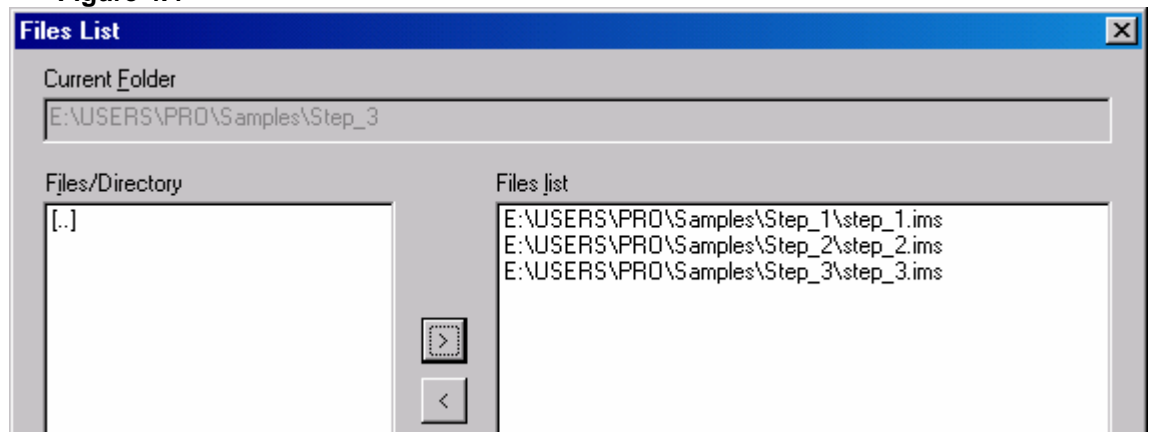 Files List
Current Folder
E:\USERS\PRO\Samples\Step_3
Files/Directory
[..]
Files list
E:\USERS\PRO\Samples\Step_1\step_1.ims
E:\USERS\PRO\Samples\Step_2\step_2.ims
E:\USERS\PRO\Samples\Step_3\step_3.ims
>
<